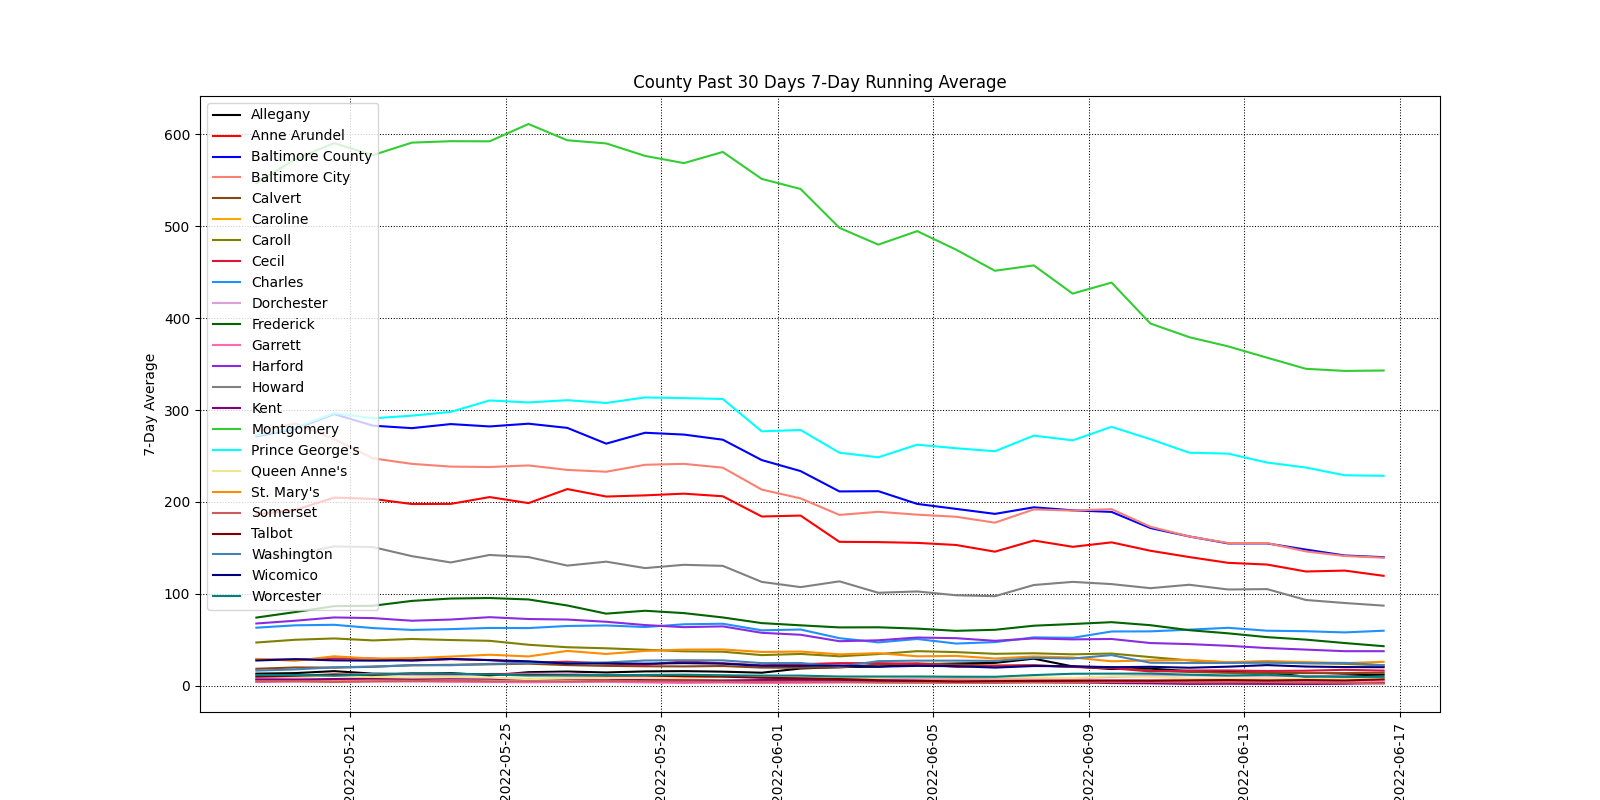 County Past 30 Days 7-Day Running Average
7-Day Average
600
500
400
300
200
100
0
Allegany
Anne Arundel
Baltimore County
Baltimore City
Calvert
Caroline
Caroll
Cecil
Charles
Dorchester
Frederick
Garrett
Harford
Howard
Kent
Montgomery
Prince George's
Queen Anne's
St. Mary's
Somerset
Talbot
Washington
Wicomico
Worcester
2022-05-21
2022-05-25
2022-05-29
2022-06-01
2022-06-05
2022-06-09
2022-06-13
2022-06-17